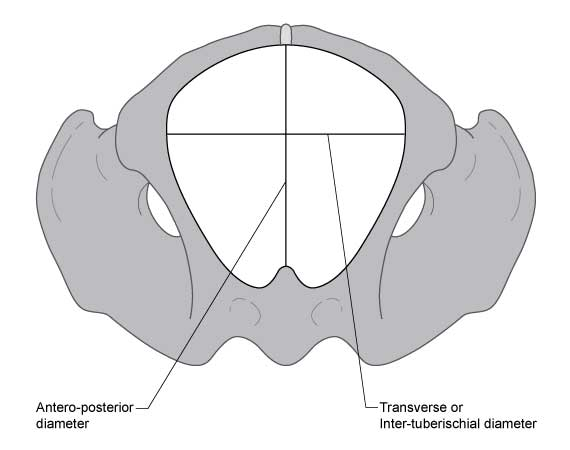 Antero-posterior
diameter
Transverse or
Inter-tuberischial diameter